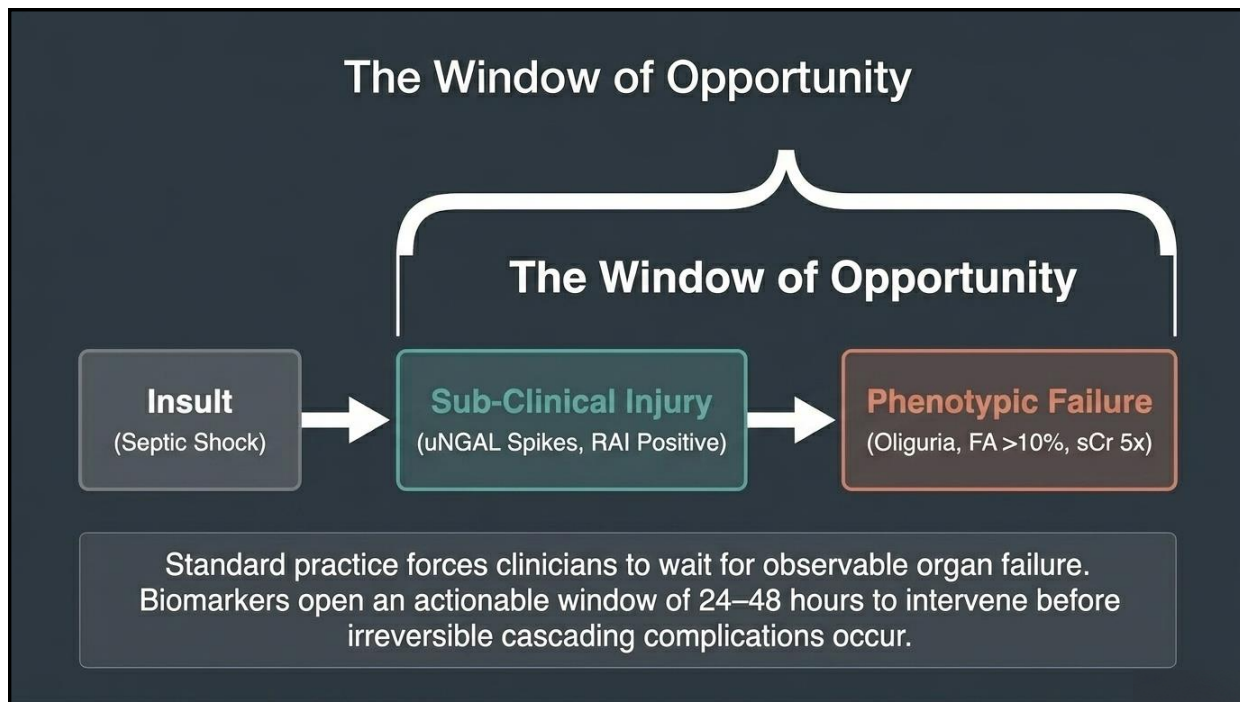 The Window of Opportunity
The Window of Opportunity
Insult
(Septic Shock)
Sub-Clinical Injury
(uNGAL Spikes, RAI Positive)
Phenotypic Failure
(Oliguria, FA >10%, sCr 5x)
Standard practice forces clinicians to wait for observable organ failure.
Biomarkers open an actionable window of 24–48 hours to intervene before
irreversible cascading complications occur.